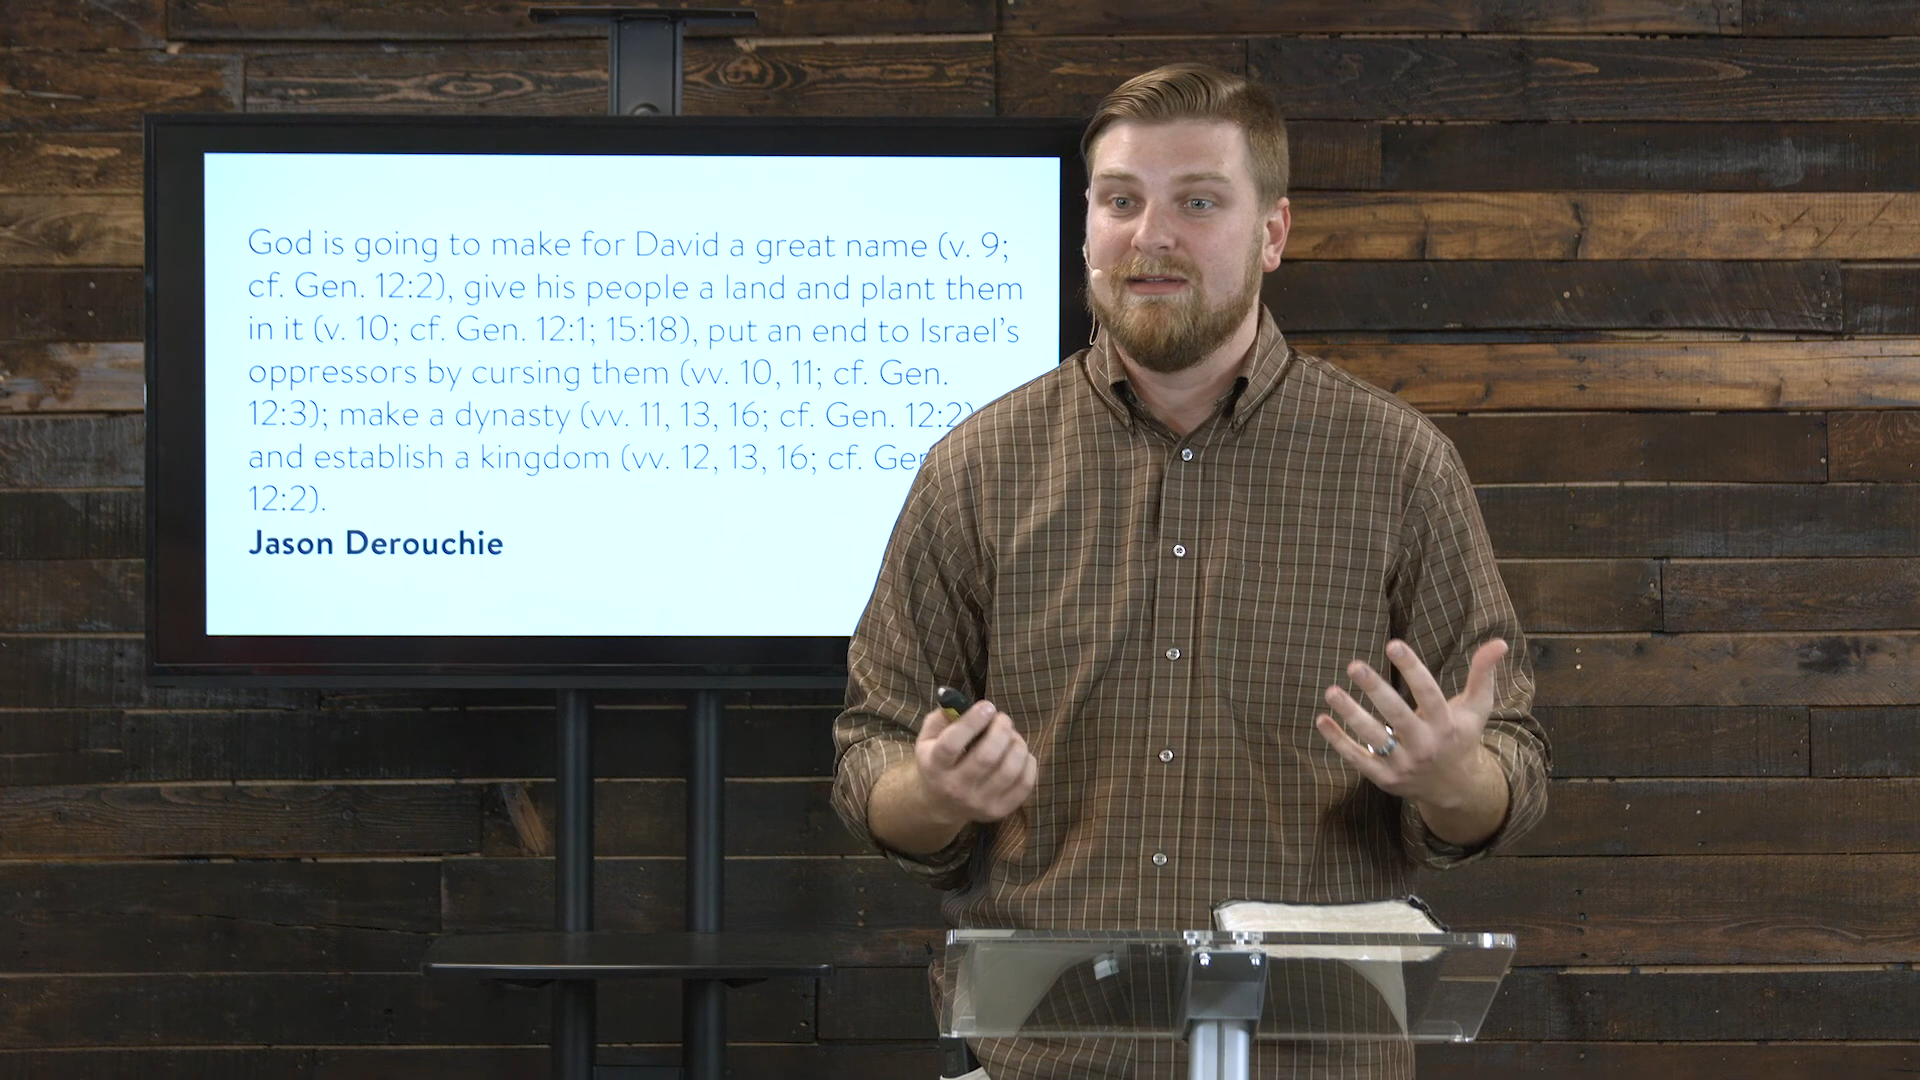 God is going to make for David a great name (v. 9;
cf. Gen. 12:2), give his people a land and plant them
in it (v. 10; cf. Gen. 12:1; 15:18), put an end to Israel's
oppressors by cursing them (vv. 10, 11; cf. Gen.
12:3); make a dynasty (vv. 11, 13, 16; cf. Gen. 12:2)
and establish a kingdom (vv. 12, 13, 16; cf. Gen
12:2).
Jason Derouchie